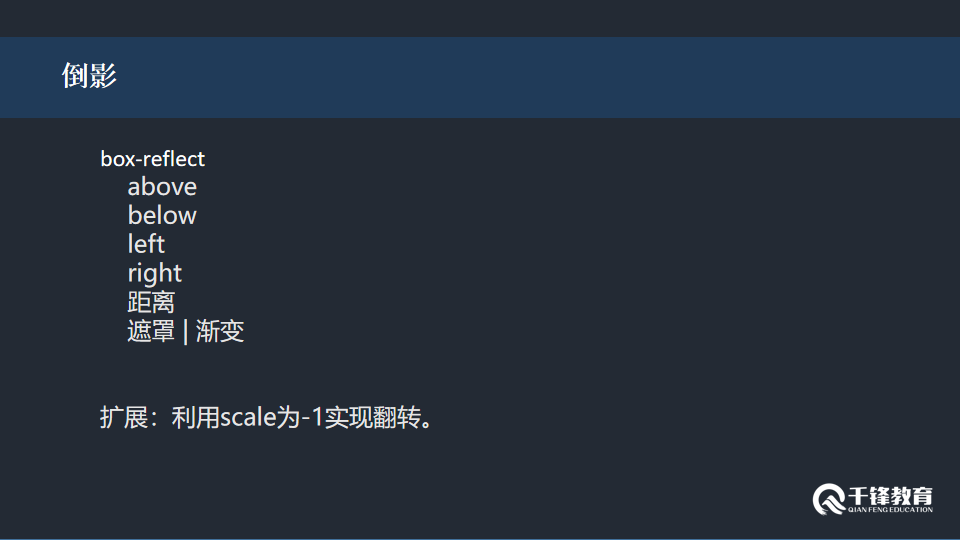 倒影
box-reflect
above
below
left
right
距离
遮罩 | 渐变
扩展：利用scale为-1实现翻转。
千锋教育
QIAN FENG EDUCATION